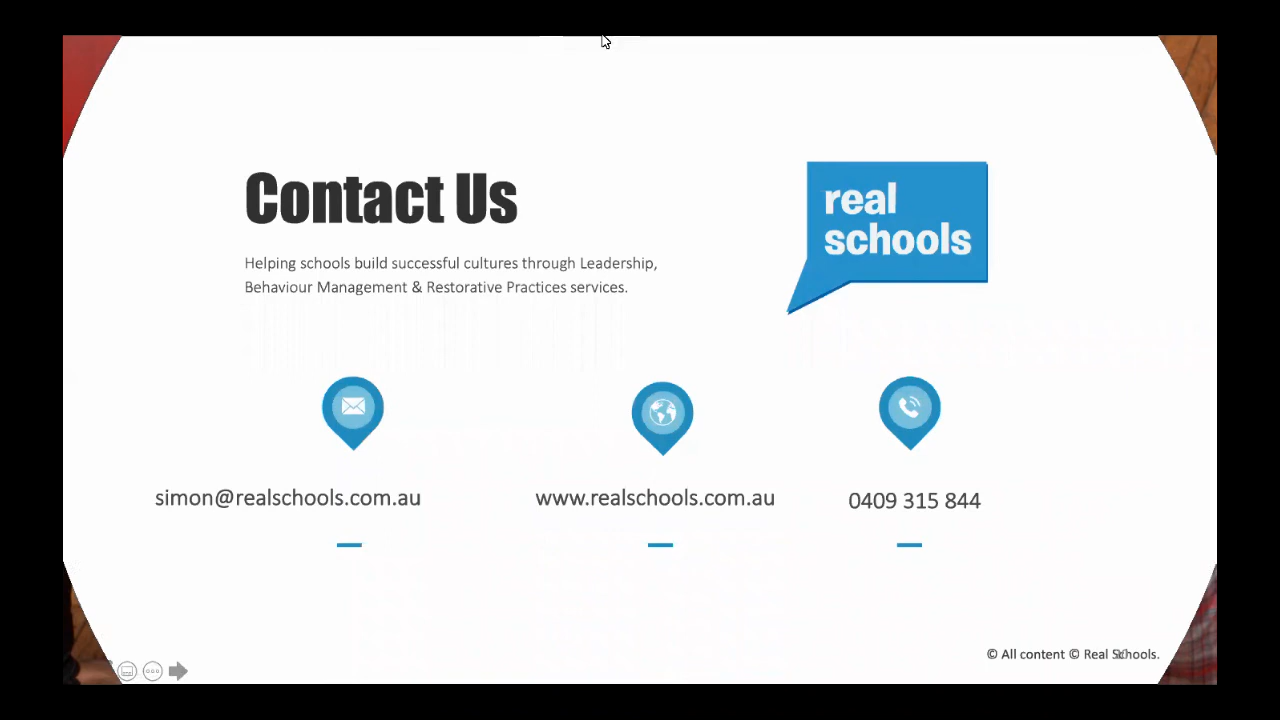 Contact Us
real
schools
Helping schools build successful cultures through Leadership,
Behaviour Management & Restorative Practices services.
simon@realschools.com.au
www.realschools.com.au
0409 315 844
© All content © Real Schools.